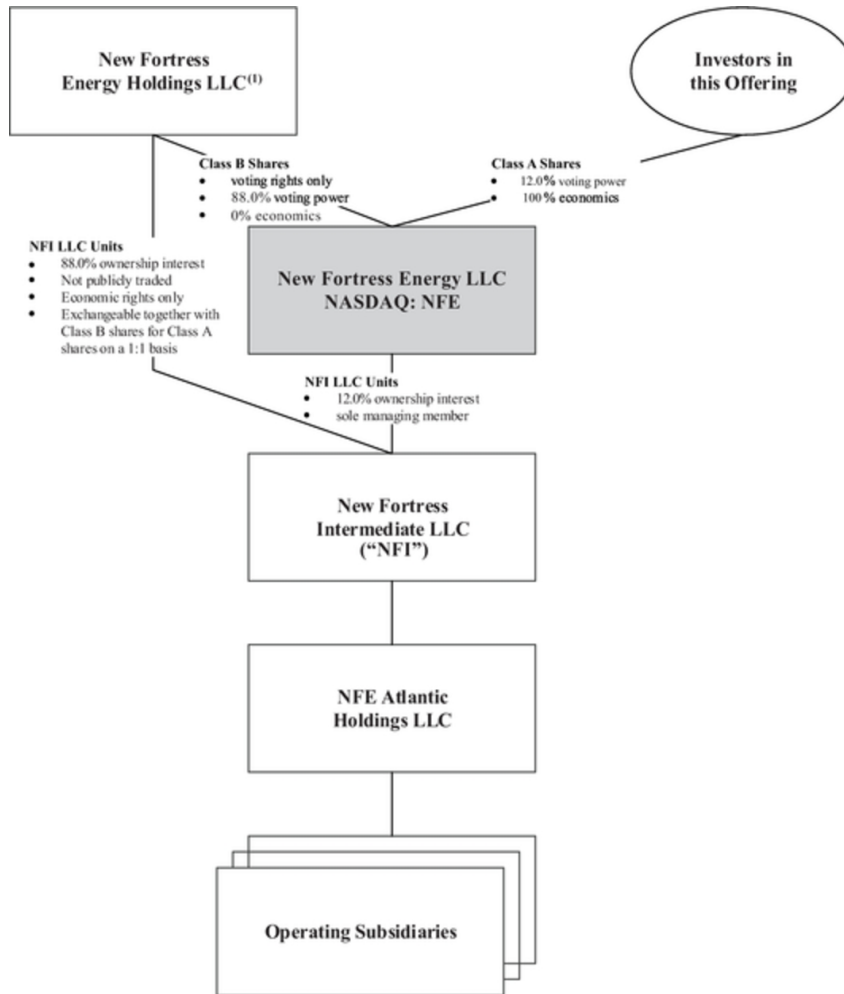 New Fortress
Energy Holdings LLC(1)
Investors in
this Offering
Class B Shares
• voting rights only
• 88.0% voting power
• 0% economics
Class A Shares
• 12.0% voting power
• 100% economics
NFI LLC Units
• 88.0% ownership interest
• Not publicly traded
• Economic rights only
• Exchangeable together with
Class B shares for Class A
shares on a 1:1 basis
New Fortress Energy LLC
NASDAQ: NFE
NFI LLC Units
• 12.0% ownership interest
• sole managing member
New Fortress
Intermediate LLC
(“NFI”)
NFE Atlantic
Holdings LLC
Operating Subsidiaries